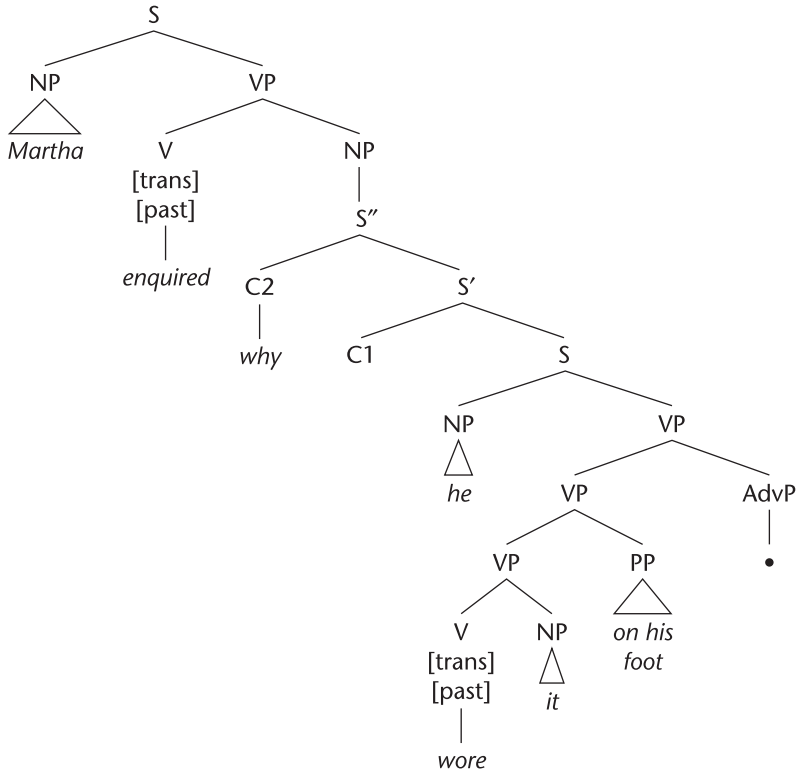 S
NP VP
Martha V NP
[trans]
[past] S″
enquired C2 S′
why C1 S
NP VP
he VP AdvP
VP PP •
V NP on his
[trans] foot
[past] it
wore